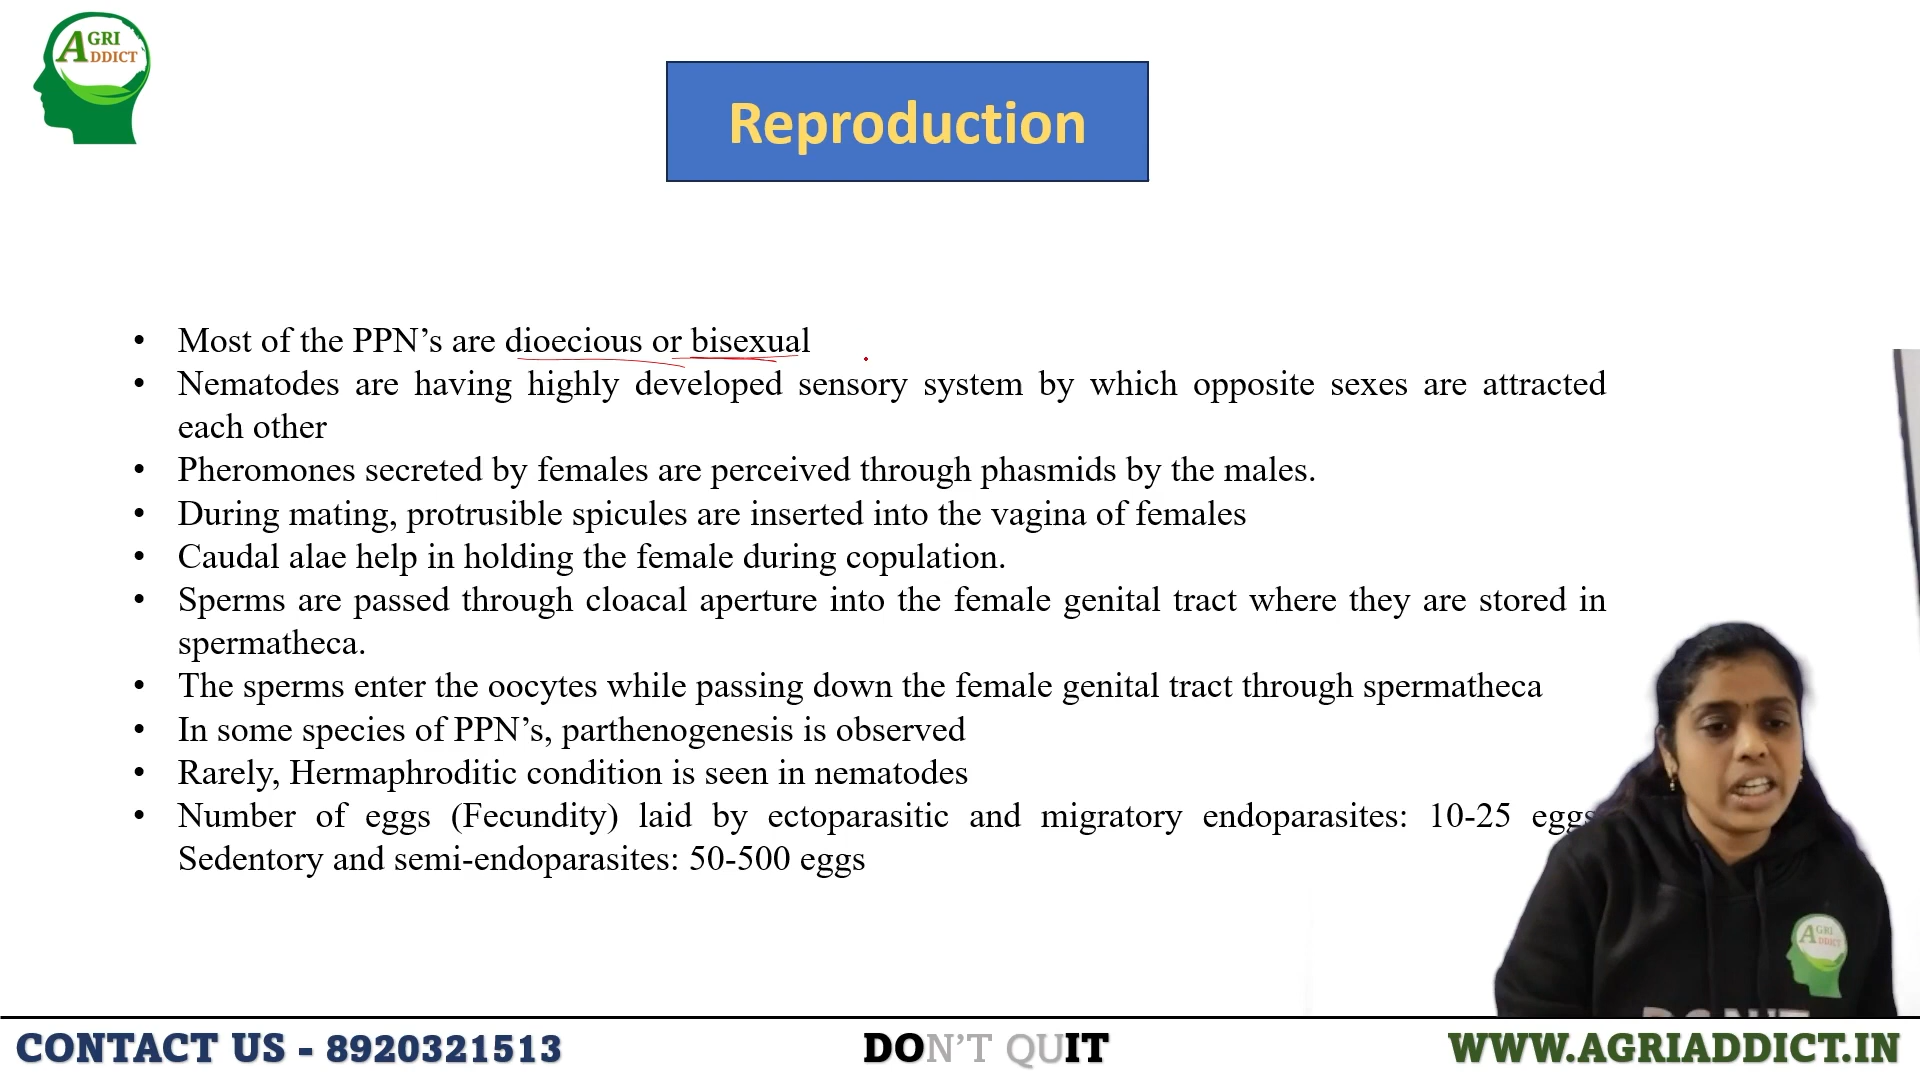 AGRI
ADDICT
Reproduction
• Most of the PPN’s are dioecious or bisexual
• Nematodes are having highly developed sensory system by which opposite sexes are attracted
each other
• Pheromones secreted by females are perceived through phasmids by the males.
• During mating, protrusible spicules are inserted into the vagina of females
• Caudal alae help in holding the female during copulation.
• Sperms are passed through cloacal aperture into the female genital tract where they are stored in
spermatheca.
• The sperms enter the oocytes while passing down the female genital tract through spermatheca
• In some species of PPN’s, parthenogenesis is observed
• Rarely, Hermaphroditic condition is seen in nematodes
• Number of eggs (Fecundity) laid by ectoparasitic and migratory endoparasites: 10-25 eggs
Sedentory and semi-endoparasites: 50-500 eggs
AGRI
ADDICT
CONTACT US - 8920321513
DON’T QUIT
WWW.AGRIADDICT.IN